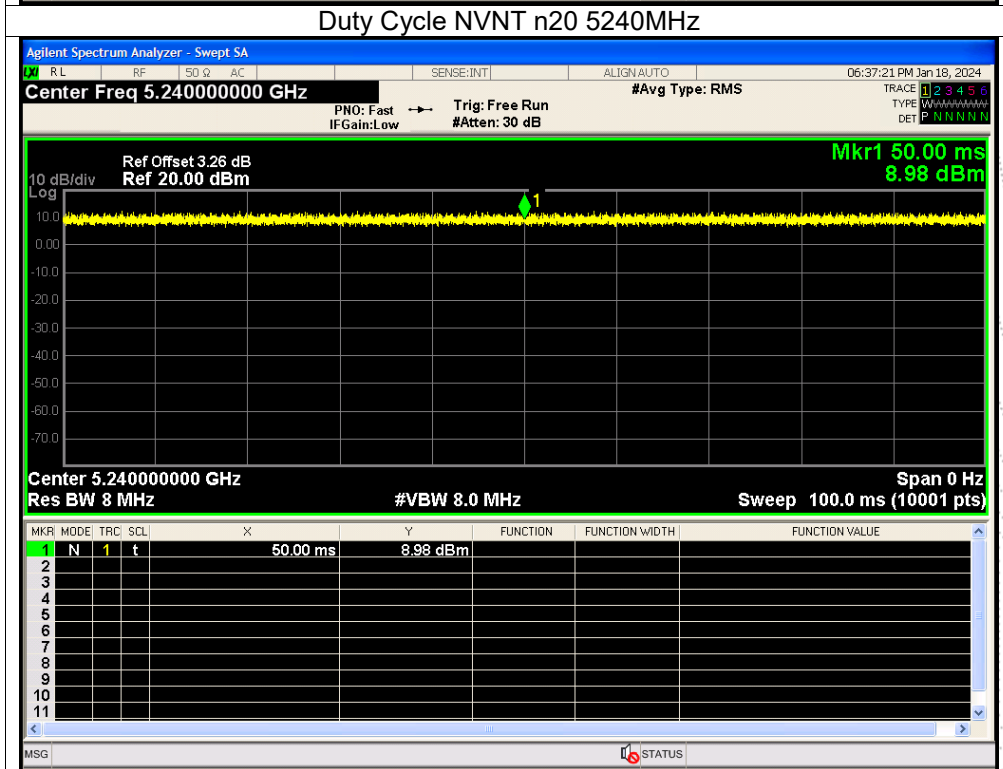 Duty Cycle NVNT n20 5240MHz
Agilent Spectrum Analyzer - Swept SA
LXI RL RF 50 Ω AC SENSE:INT ALIGN AUTO 06:37:21 PM Jan 18, 2024
Center Freq 5.240000000 GHz #Avg Type: RMS TRACE 1 2 3 4 5 6
PNO: Fast Trig: Free Run TYPE WWWWWW
IFGain:Low #Atten: 30 dB DET P N N N N N
Mkr1 50.00 ms
Ref Offset 3.26 dB
10 dB/div Ref 20.00 dBm 8.98 dBm
Log
1
10.0
0.00
-10.0
-20.0
-30.0
-40.0
-50.0
-60.0
-70.0
Center 5.240000000 GHz Span 0 Hz
Res BW 8 MHz #VBW 8.0 MHz Sweep 100.0 ms (10001 pts)
MKR MODE TRC SCL X Y FUNCTION FUNCTION WIDTH FUNCTION VALUE
1 N 1 t 50.00 ms 8.98 dBm
2
3
4
5
6
7
8
9
10
11
MSG STATUS